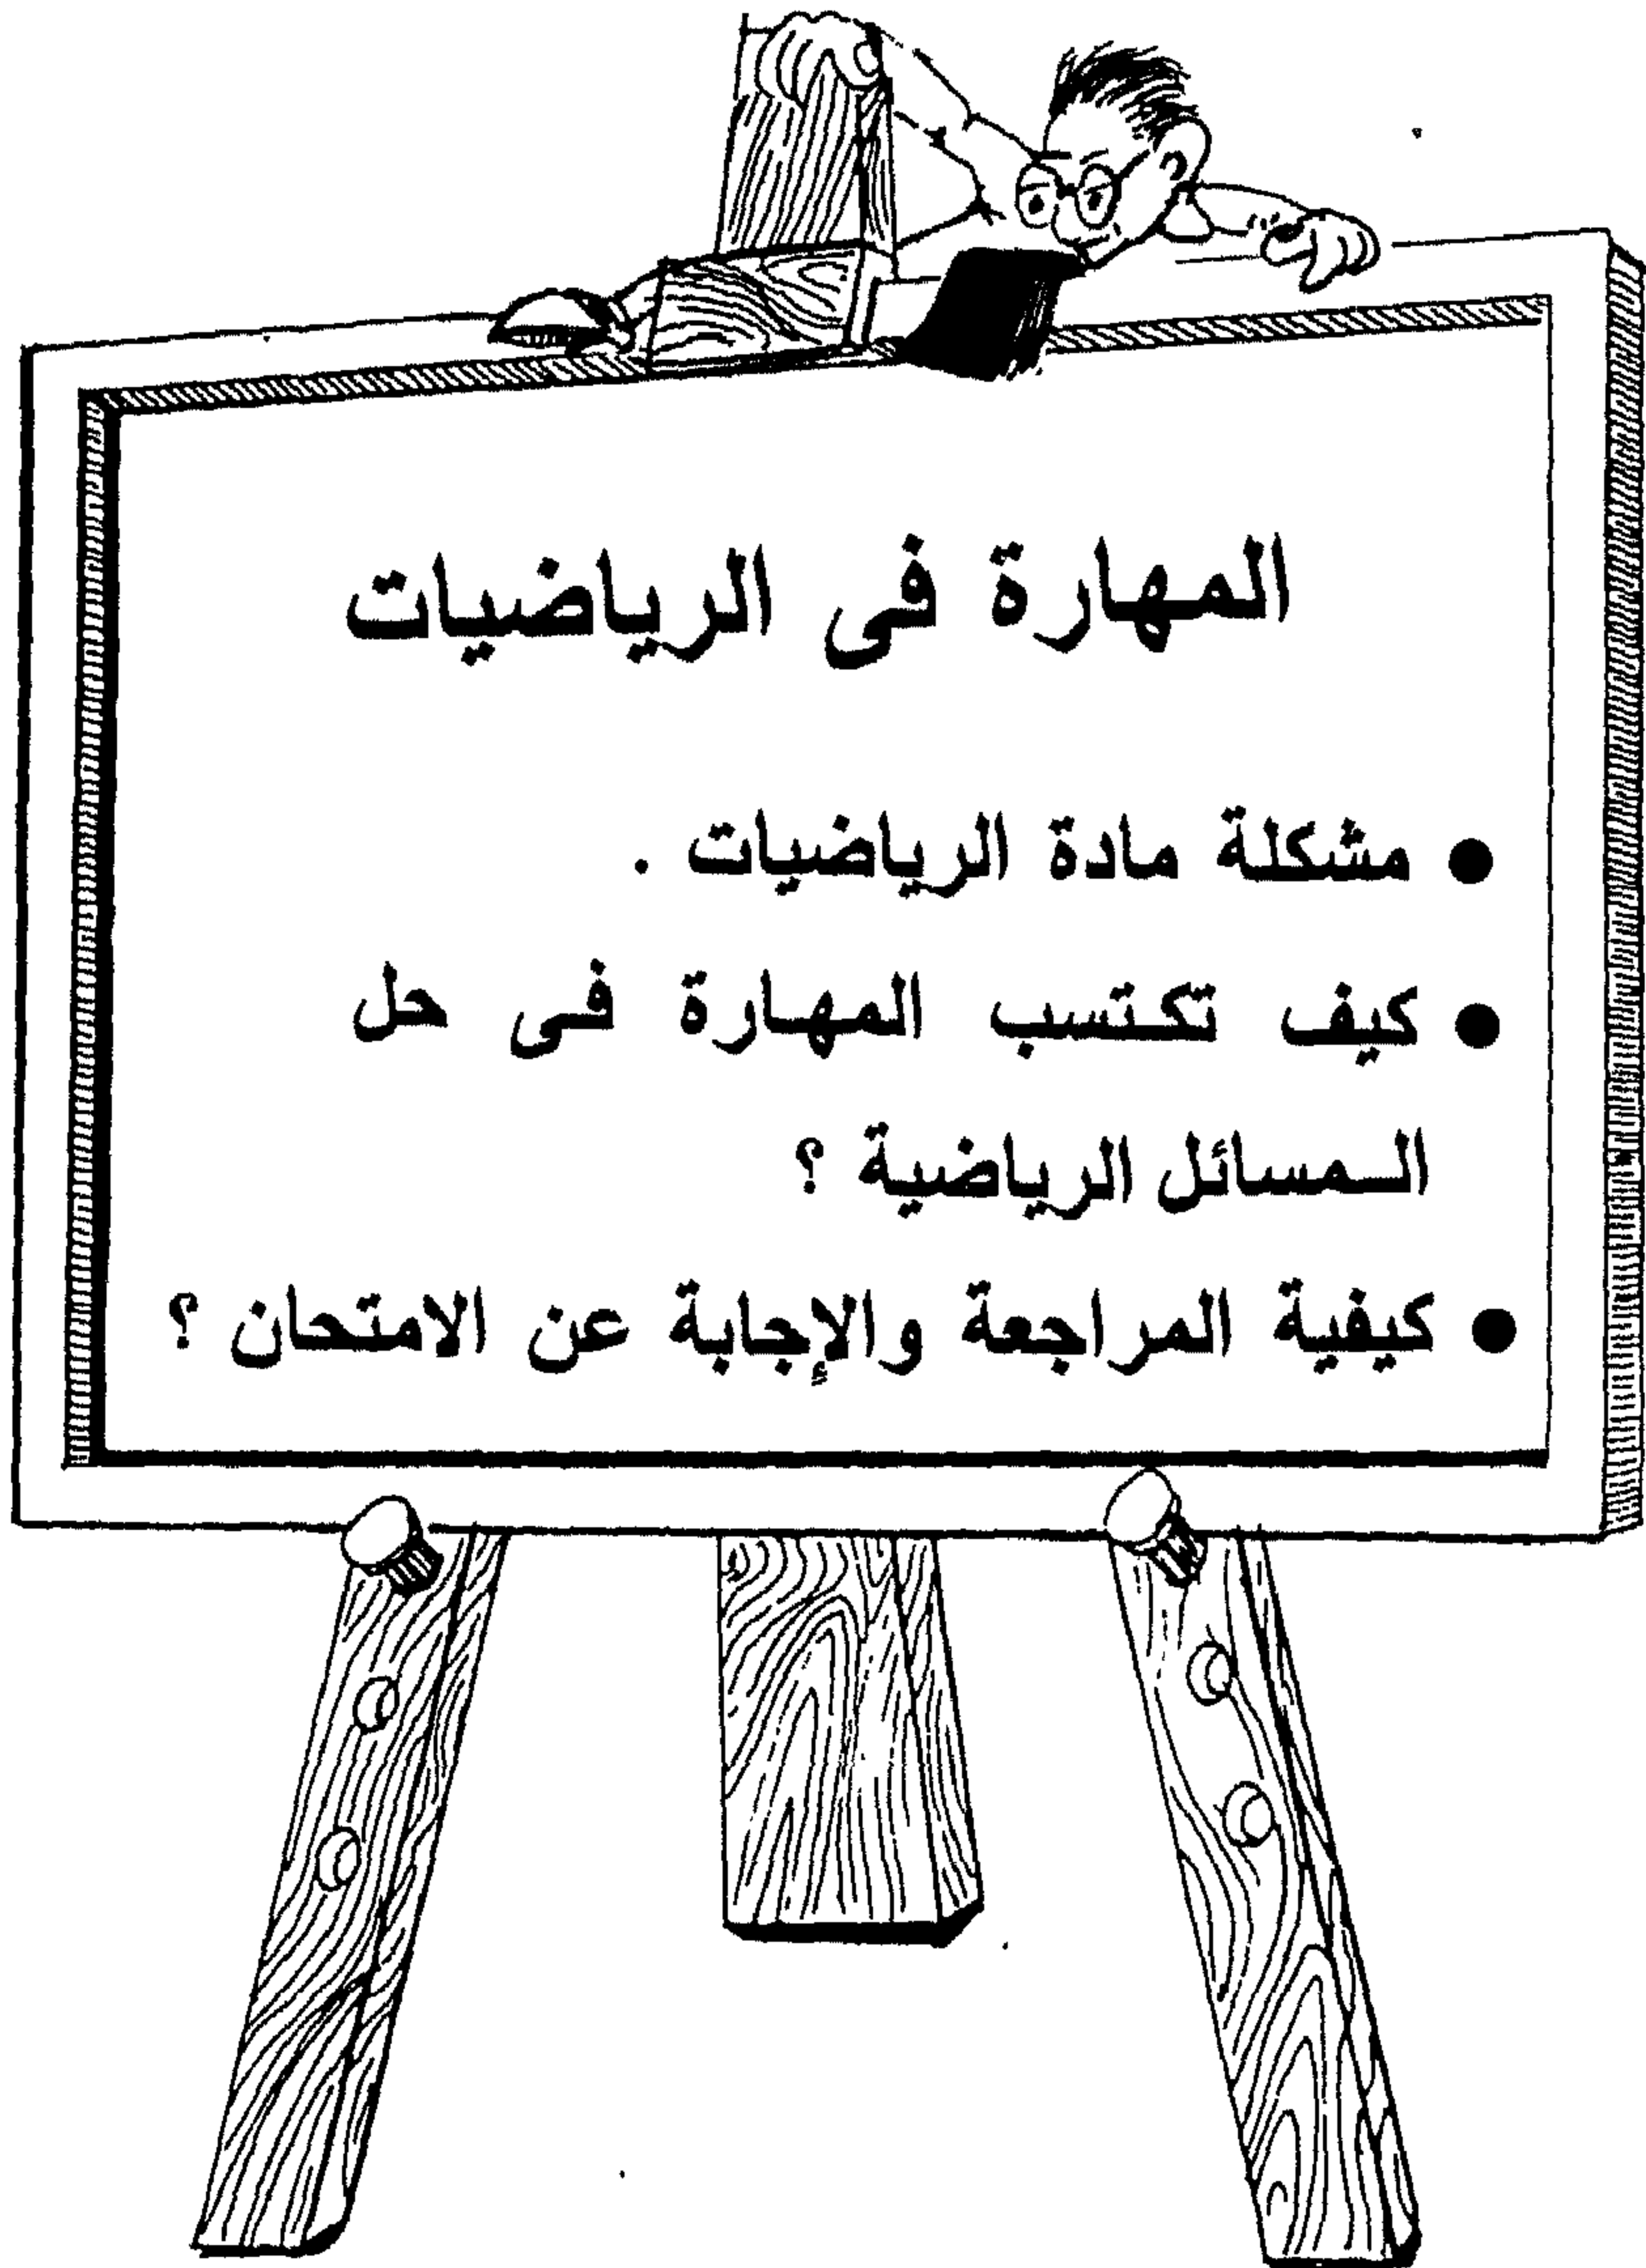 المهارة فى الرياضيات
● مشكلة مادة الرياضيات .
● كيف تكتسب المهارة فى حل
المسائل الرياضية ؟
● كيفية المراجعة والإجابة عن الامتحان ؟